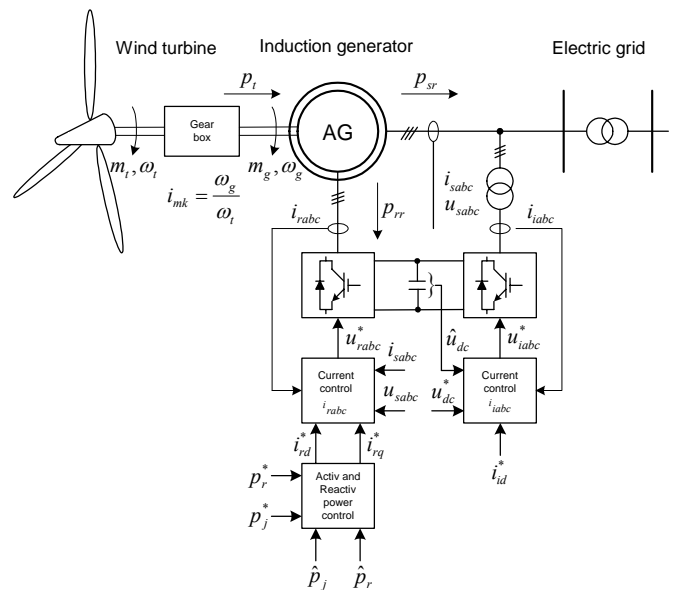 Wind turbine
Induction generator
Electric grid
p_t
p_sr
Gear box
AG
m_t, ω_t
m_g, ω_g
i_mk = ω_g / ω_t
i_sabc
u_sabc
p_rr
i_rabc
i_iabc
u*_rabc
û_dc
u*_iabc
i_sabc
Current control i_rabc
u_sabc
u*_dc
Current control i_iabc
i*_rd
i*_rq
i*_id
p*_r
p*_j
Activ and Reactiv power control
p̂_j
p̂_r